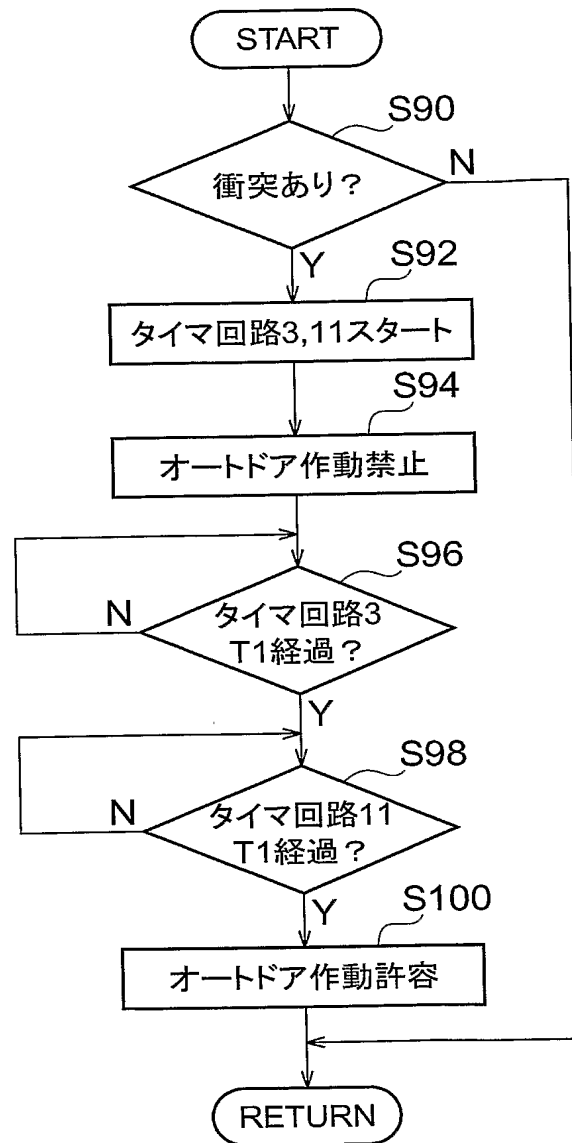 START
S90
衝突あり？
N
Y
S92
タイマ回路3,11スタート
S94
オートドア作動禁止
S96
N
タイマ回路3
T1経過？
Y
S98
N
タイマ回路11
T1経過？
Y
S100
オートドア作動許容
RETURN